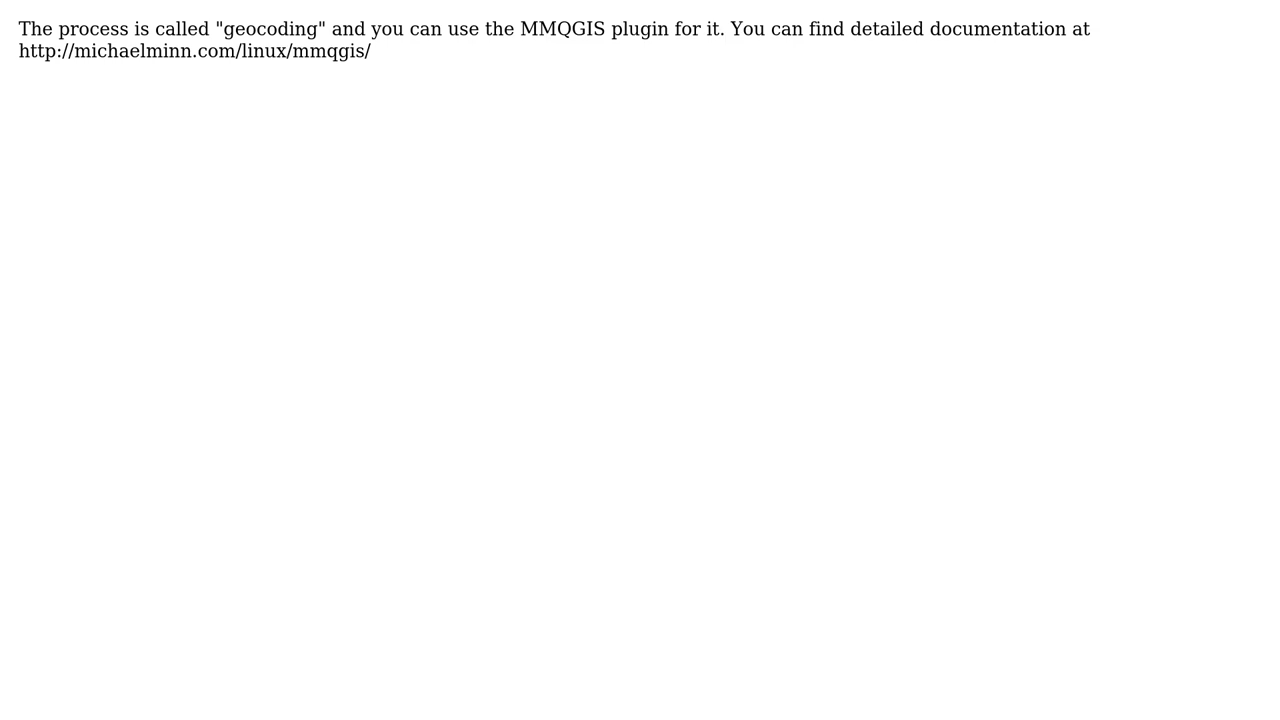 The process is called "geocoding" and you can use the MMQGIS plugin for it. You can find detailed documentation at
http://michaelminn.com/linux/mmqgis/